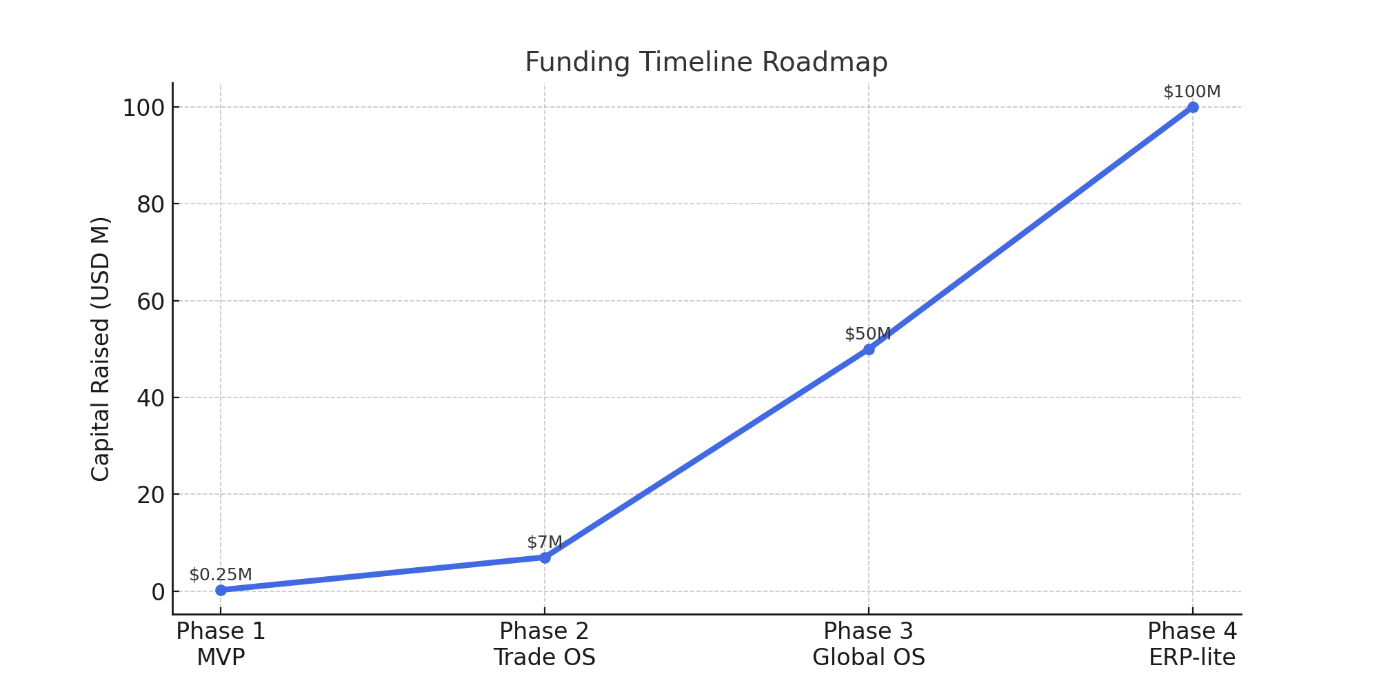 Funding Timeline Roadmap
Capital Raised (USD M)
100
80
60
40
20
0
$0.25M
$7M
$50M
$100M
Phase 1
MVP
Phase 2
Trade OS
Phase 3
Global OS
Phase 4
ERP-lite